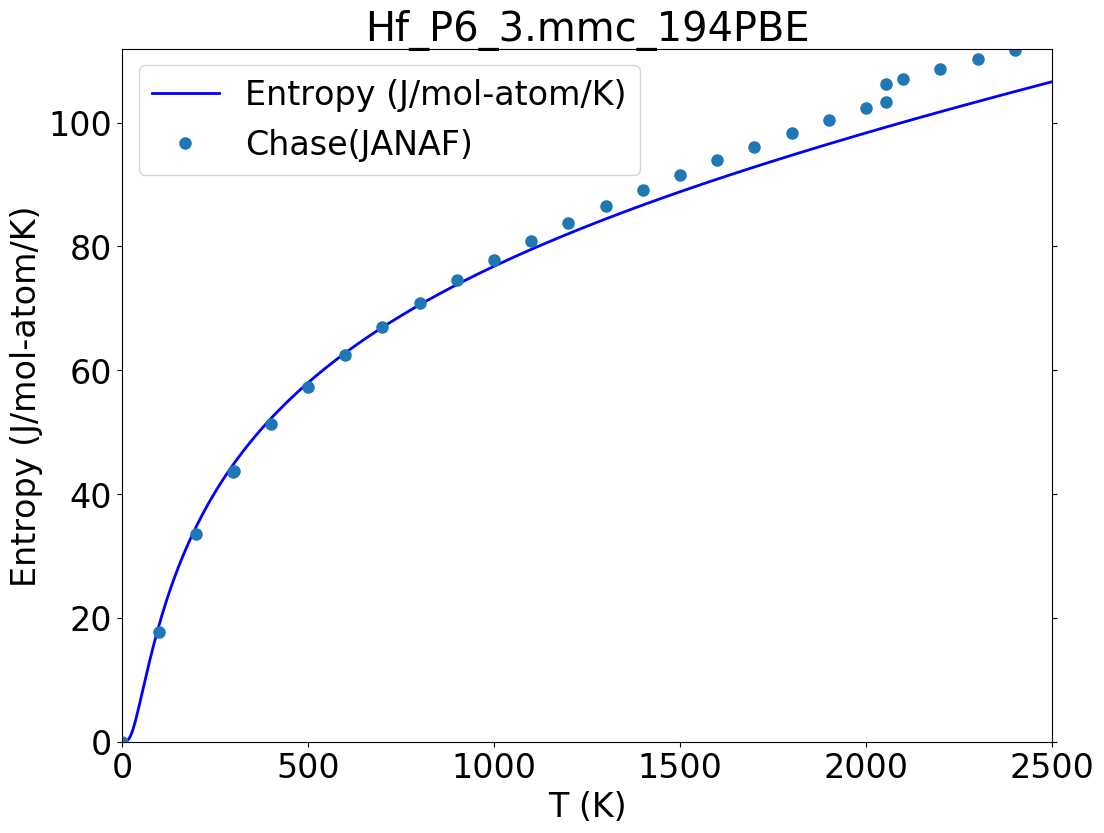 Hf_P6_3.mmc_194PBE
Entropy (J/mol-atom/K)
Chase(JANAF)
Entropy (J/mol-atom/K)
100
80
60
40
20
0
0 500 1000 1500 2000 2500
T (K)